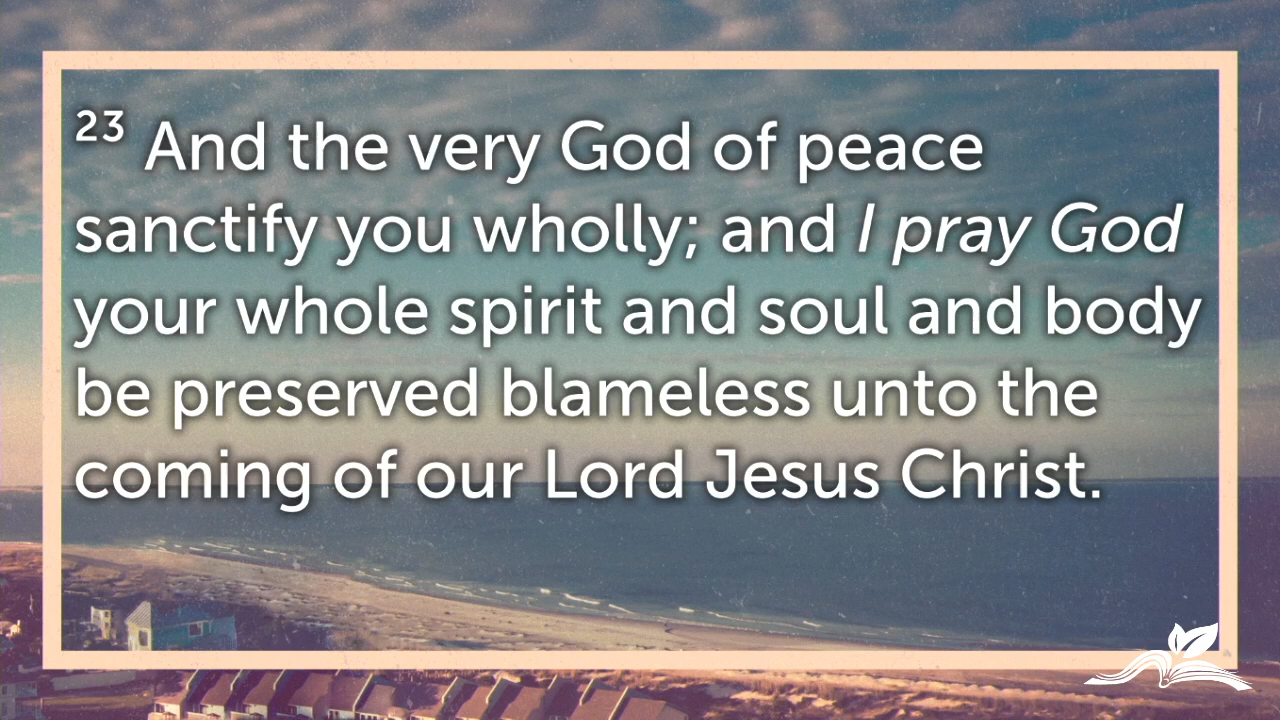 23 And the very God of peace
sanctify you wholly; and I pray God
your whole spirit and soul and body
be preserved blameless unto the
coming of our Lord Jesus Christ.